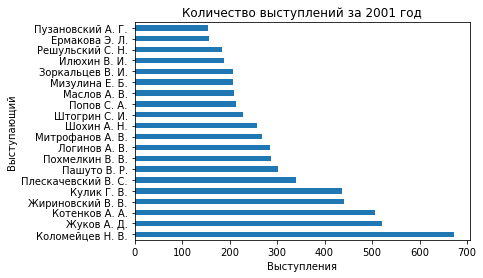 Количество выступлений за 2001 год
Пузановский А. Г.
Ермакова Э. Л.
Решульский С. Н.
Илюхин В. И.
Зоркальцев В. И.
Мизулина Е. Б.
Маслов А. В.
Попов С. А.
Штогрин С. И.
Шохин А. Н.
Митрофанов А. В.
Логинов А. В.
Похмелкин В. В.
Пашуто В. Р.
Плескачевский В. С.
Кулик Г. В.
Жириновский В. В.
Котенков А. А.
Жуков А. Д.
Коломейцев Н. В.
Выступающий
0 100 200 300 400 500 600 700
Выступления